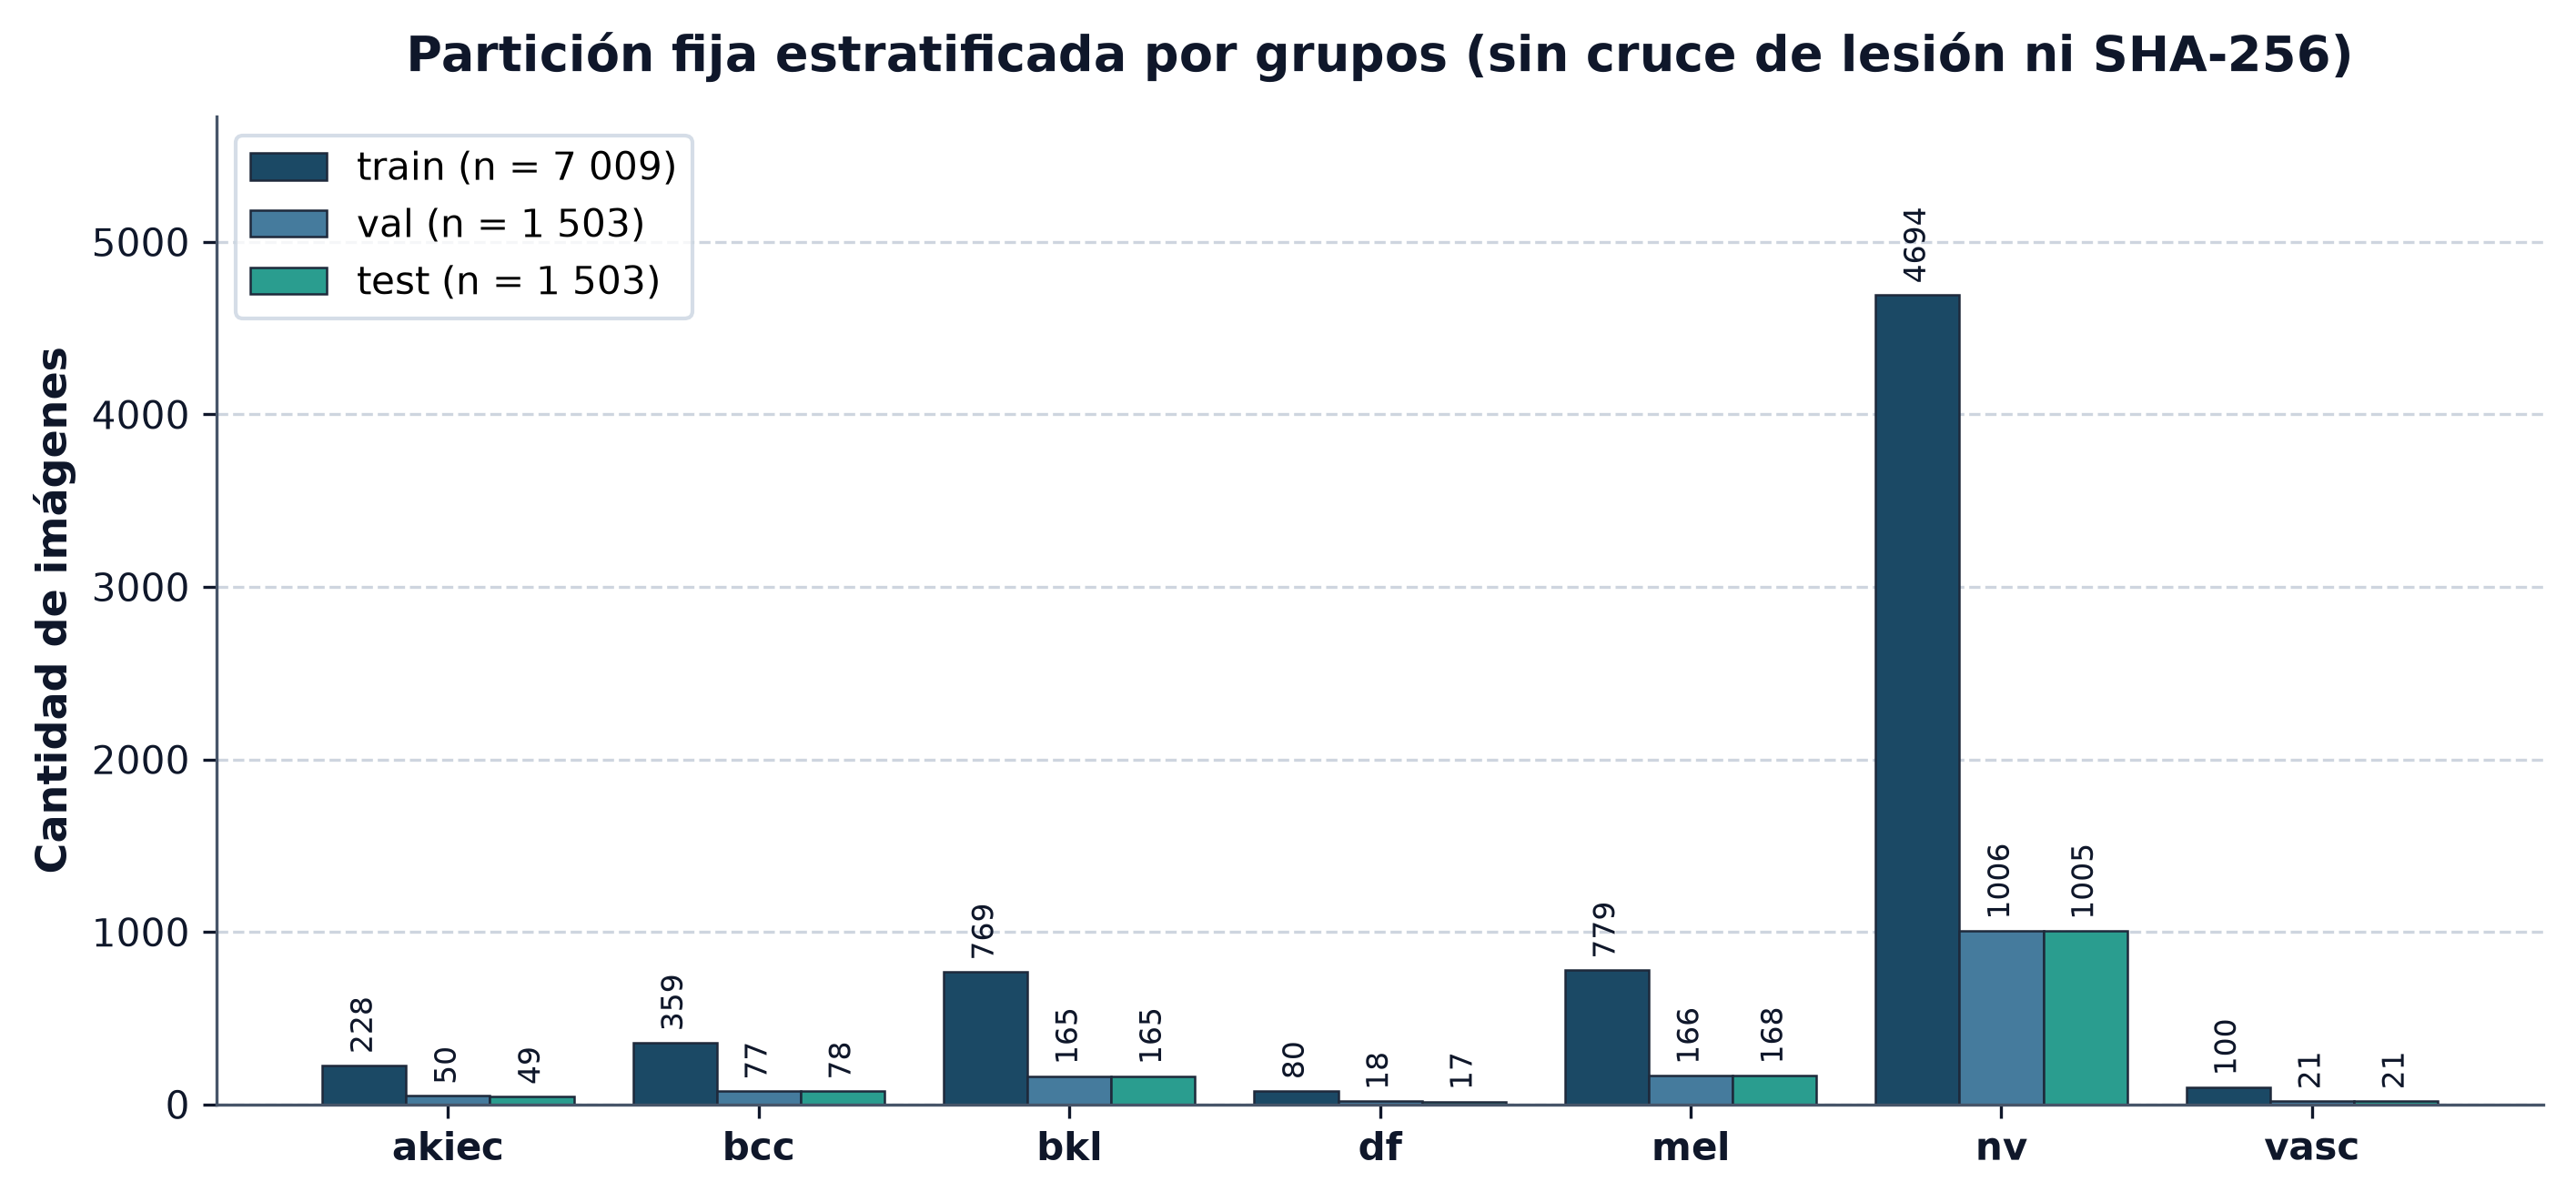 Partición fija estratificada por grupos (sin cruce de lesión ni SHA-256)
train (n = 7 009)
val (n = 1 503)
test (n = 1 503)
Cantidad de imágenes
5000
4000
3000
2000
1000
0
228
50
49
359
77
78
769
165
165
80
18
17
779
166
168
4694
1006
1005
100
21
21
akiec
bcc
bkl
df
mel
nv
vasc